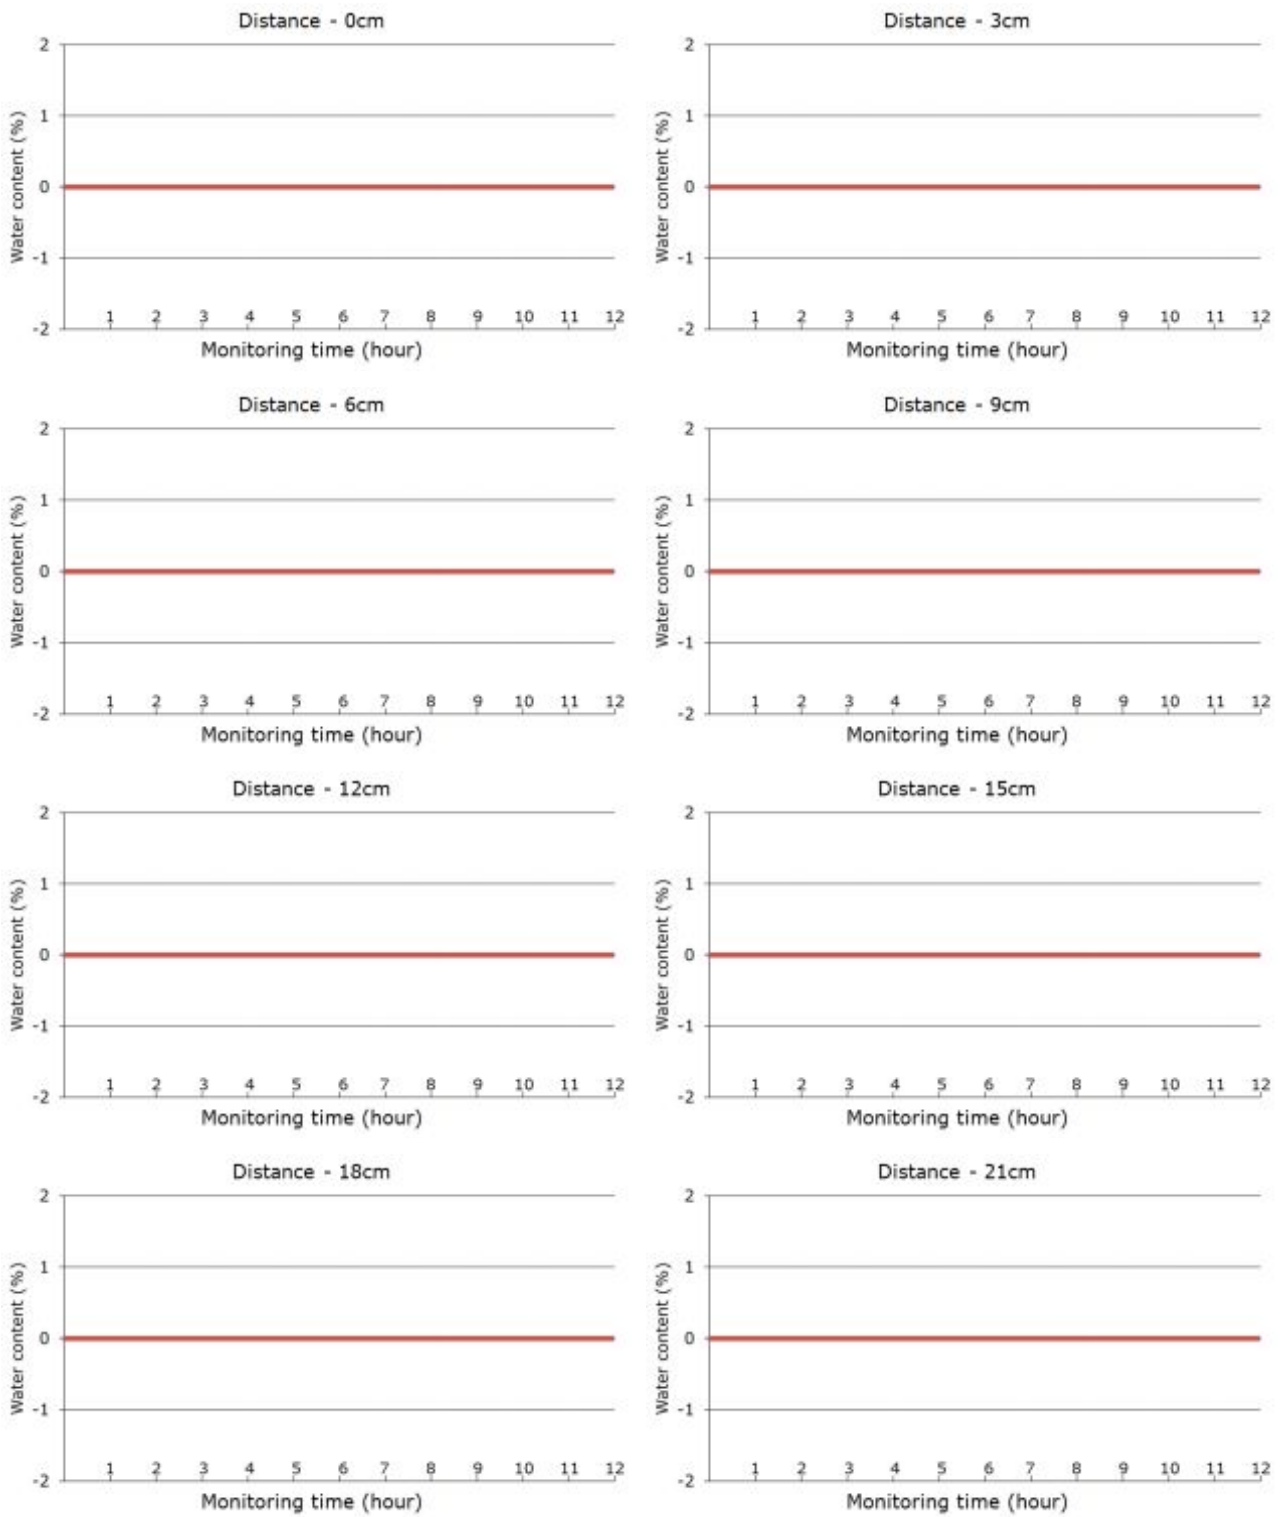 Distance - 0cm
2
1
0
-1
-2
Water content (%)
1 2 3 4 5 6 7 8 9 10 11 12
Monitoring time (hour)
Distance - 3cm
2
1
0
-1
-2
Water content (%)
1 2 3 4 5 6 7 8 9 10 11 12
Monitoring time (hour)
Distance - 6cm
2
1
0
-1
-2
Water content (%)
1 2 3 4 5 6 7 8 9 10 11 12
Monitoring time (hour)
Distance - 9cm
2
1
0
-1
-2
Water content (%)
1 2 3 4 5 6 7 8 9 10 11 12
Monitoring time (hour)
Distance - 12cm
2
1
0
-1
-2
Water content (%)
1 2 3 4 5 6 7 8 9 10 11 12
Monitoring time (hour)
Distance - 15cm
2
1
0
-1
-2
Water content (%)
1 2 3 4 5 6 7 8 9 10 11 12
Monitoring time (hour)
Distance - 18cm
2
1
0
-1
-2
Water content (%)
1 2 3 4 5 6 7 8 9 10 11 12
Monitoring time (hour)
Distance - 21cm
2
1
0
-1
-2
Water content (%)
1 2 3 4 5 6 7 8 9 10 11 12
Monitoring time (hour)